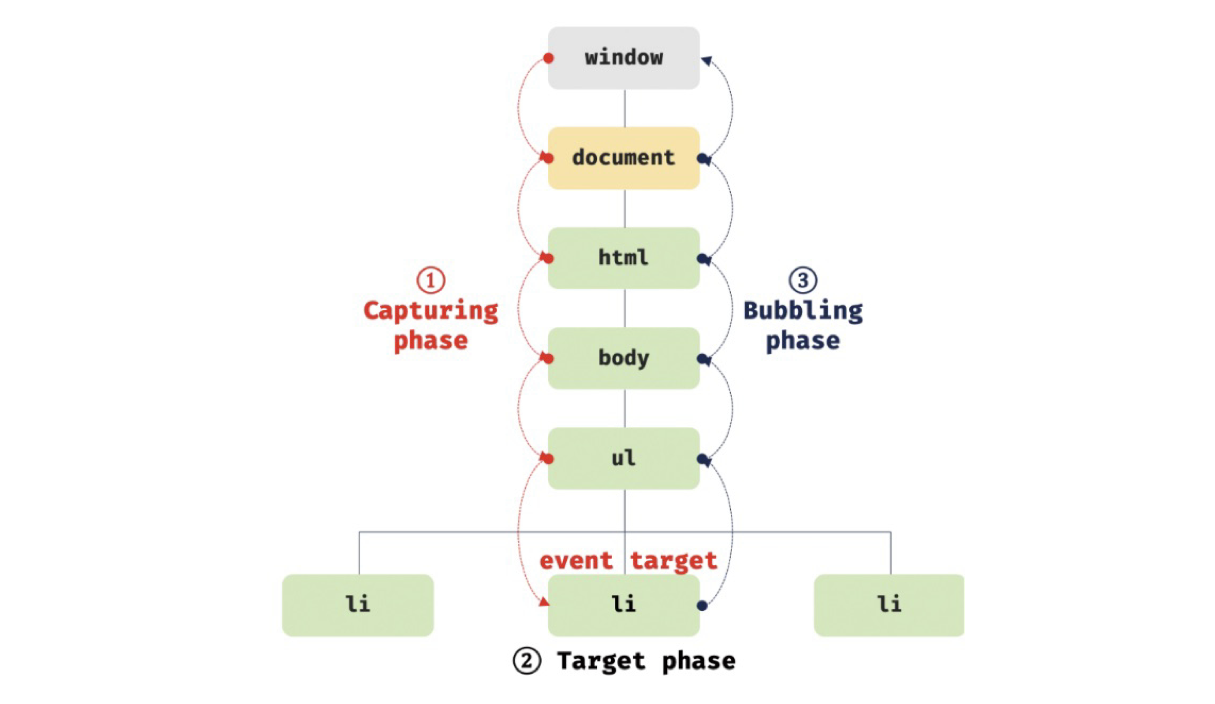 window
document
html
①
Capturing
phase
③
Bubbling
phase
body
ul
event target
li
li
li
② Target phase